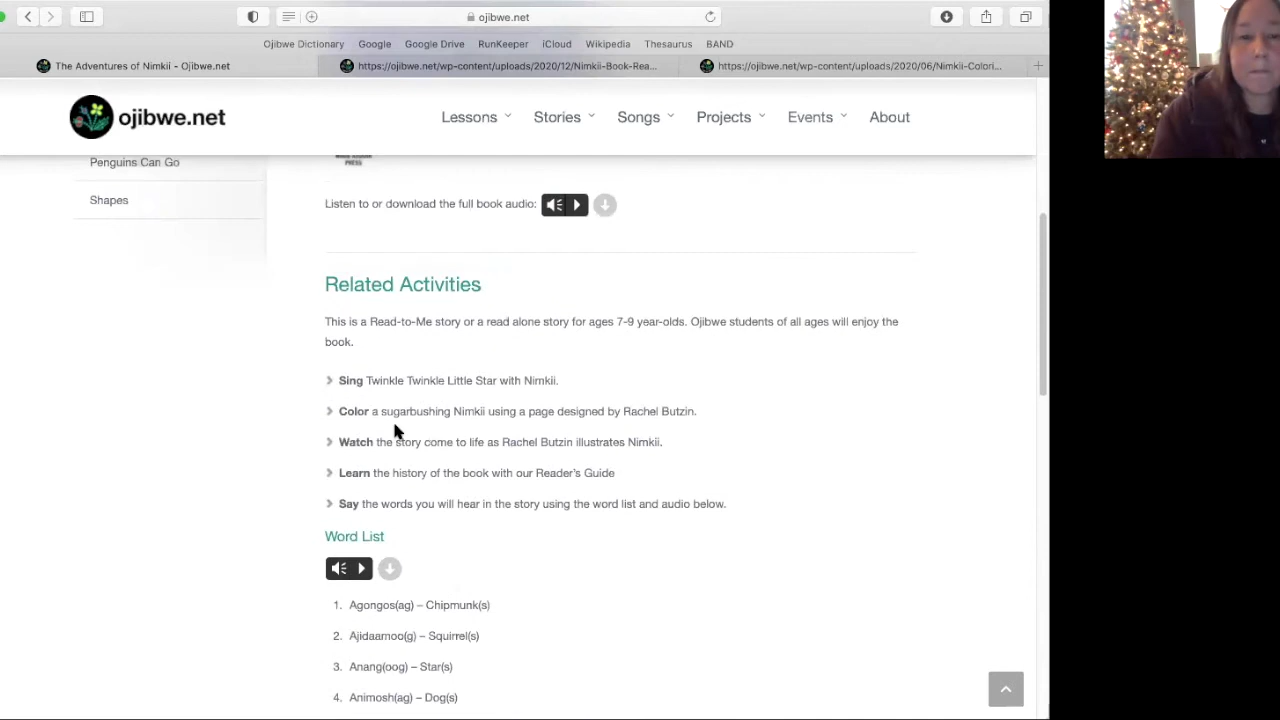 ojibwe.net
Ojibwe Dictionary Google Google Drive RunKeeper iCloud Wikipedia Thesaurus BAND
The Adventures of Nimkii - Ojibwe.net https://ojibwe.net/wp-content/uploads/2020/12/Nimkii-Book-Rea... https://ojibwe.net/wp-content/uploads/2020/06/Nimkii-Colori...
ojibwe.net Lessons Stories Songs Projects Events About
Penguins Can Go
PRESS
Shapes
Listen to or download the full book audio:
Related Activities
This is a Read-to-Me story or a read alone story for ages 7-9 year-olds. Ojibwe students of all ages will enjoy the
book.
Sing Twinkle Twinkle Little Star with Nimkii.
Color a sugarbushing Nimkii using a page designed by Rachel Butzin.
Watch the story come to life as Rachel Butzin illustrates Nimkii.
Learn the history of the book with our Reader's Guide
Say the words you will hear in the story using the word list and audio below.
Word List
1. Agongos(ag) – Chipmunk(s)
2. Ajidaamoo(g) – Squirrel(s)
3. Anang(oog) – Star(s)
4. Animosh(ag) – Dog(s)